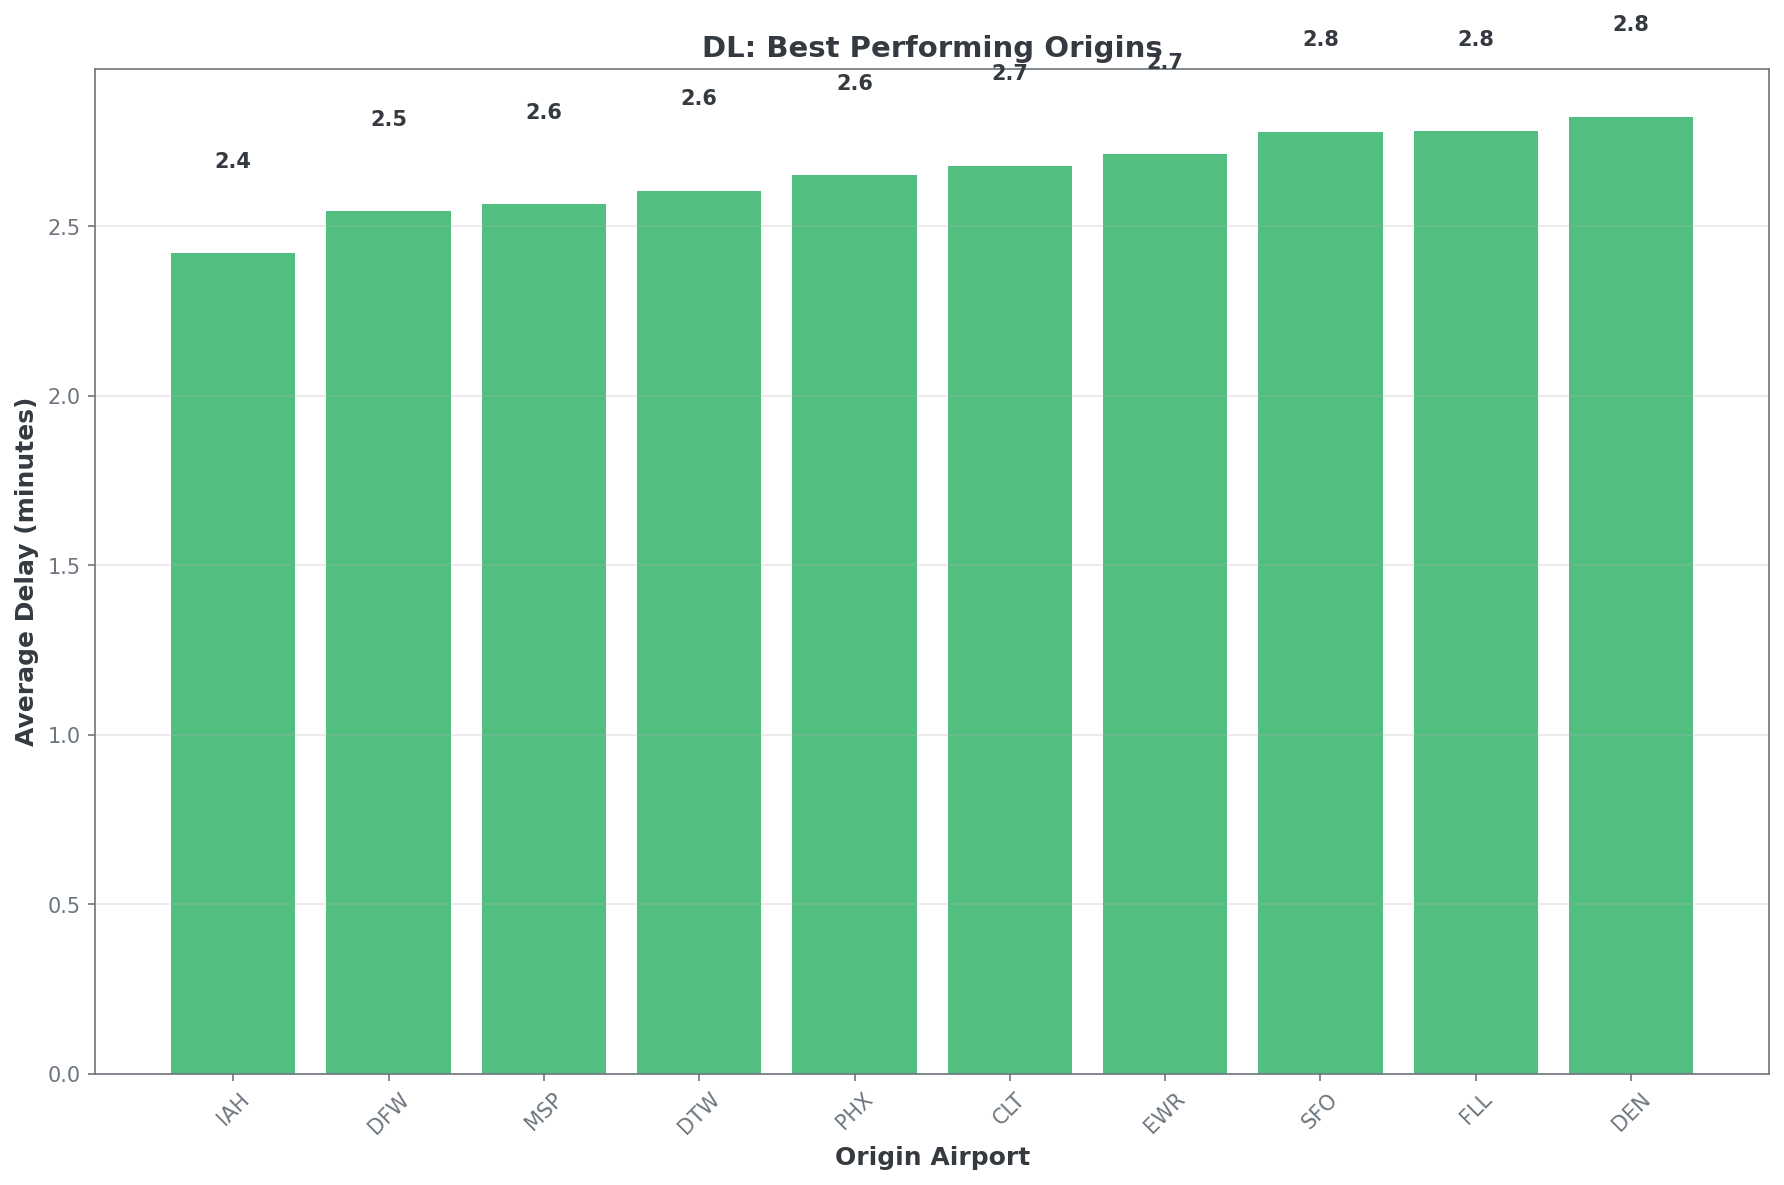 DL: Best Performing Origins
2.4
2.5
2.6
2.6
2.6
2.7
2.7
2.8
2.8
2.8
Average Delay (minutes)
2.5
2.0
1.5
1.0
0.5
0.0
IAH
DFW
MSP
DTW
PHX
CLT
EWR
SFO
FLL
DEN
Origin Airport